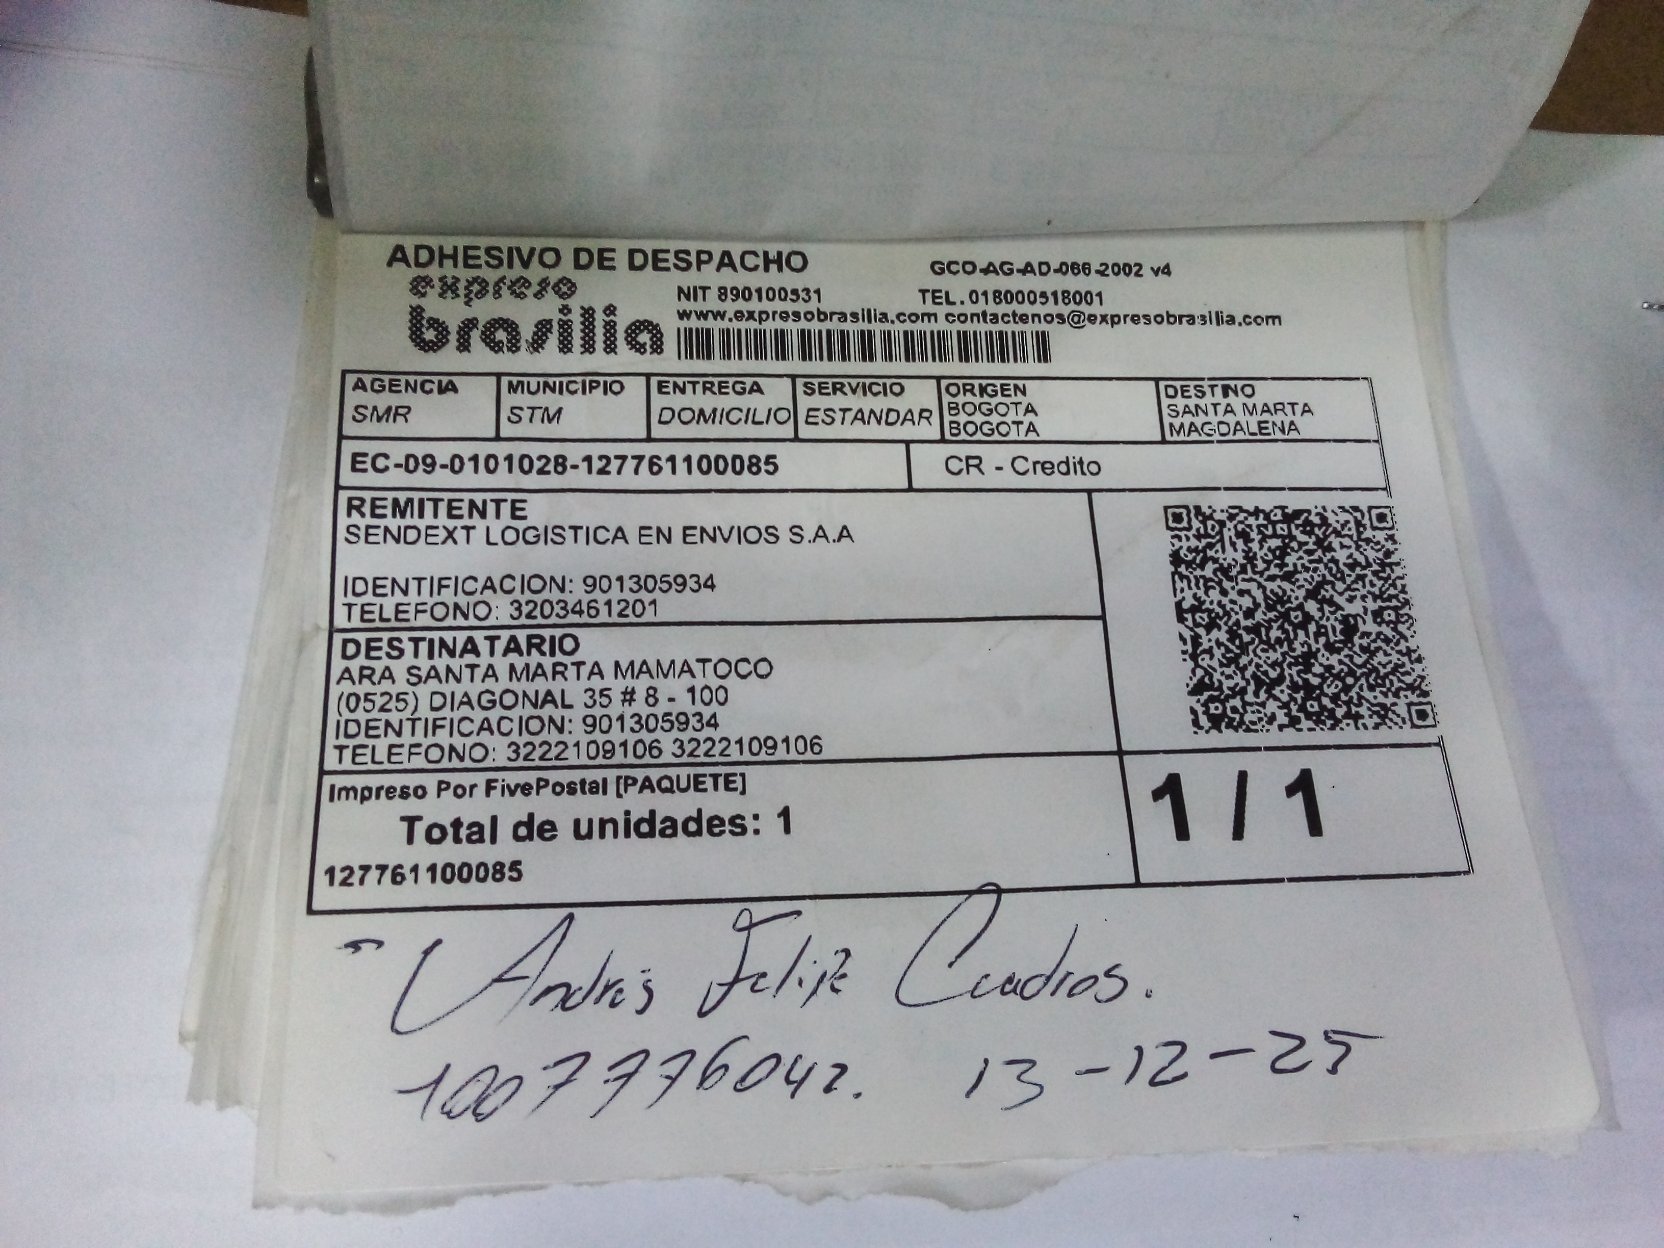 ADHESIVO DE DESPACHO
GCO-AG-AD-066-2002 v4
expreso
brasilia
NIT 890100531 TEL.018000518001
www.expresobrasilia.com contactenos@expresobrasilia.com
AGENCIA MUNICIPIO ENTREGA SERVICIO ORIGEN DESTINO
SMR STM DOMICILIO ESTANDAR BOGOTA SANTA MARTA
BOGOTA MAGDALENA
EC-09-0101028-127761100085 CR - Credito
REMITENTE
SENDEXT LOGISTICA EN ENVIOS S.A.A
IDENTIFICACION: 901305934
TELEFONO: 3203461201
DESTINATARIO
ARA SANTA MARTA MAMATOCO
(0525) DIAGONAL 35 # 8 - 100
IDENTIFICACION: 901305934
TELEFONO: 3222109106 3222109106
Impreso Por FivePostal [PAQUETE]
Total de unidades: 1
1 / 1
127761100085
Andres Felipe Cuadros.
1007776042. 13-12-25